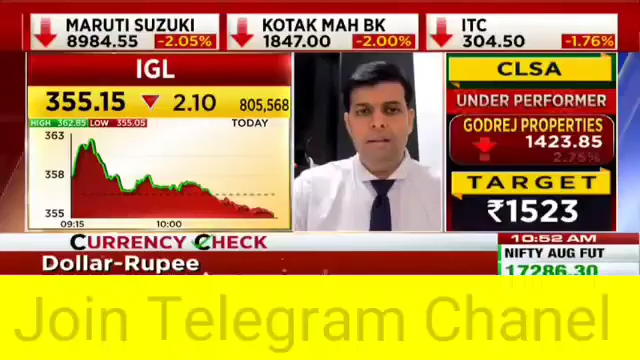 MARUTI SUZUKI
8984.55 -2.05%
KOTAK MAH BK
1847.00 -2.00%
ITC
304.50 -1.76%
IGL
355.15 2.10 805,568
HIGH 362.85 LOW 355.05 TODAY
363
358
355
09:15 10:00
CLSA
UNDER PERFORMER
GODREJ PROPERTIES
1423.85
2.75%
TARGET
₹1523
CURRENCY CHECK
Dollar-Rupee
10:52 AM
NIFTY AUG FUT
17286.30
Join Telegram Chanel